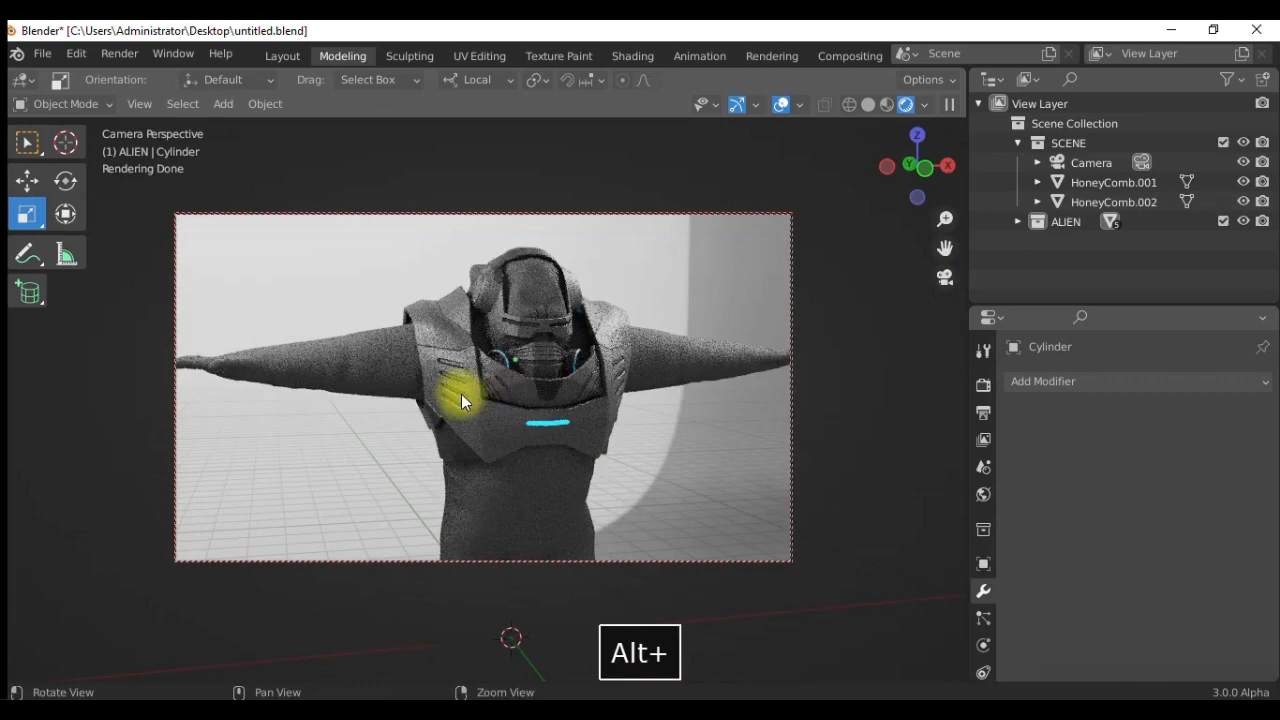 Blender* [C:\Users\Administrator\Desktop\untitled.blend]
File Edit Render Window Help Layout Modeling Sculpting UV Editing Texture Paint Shading Animation Rendering Compositing Scene View Layer
Orientation: Default Drag: Select Box Local Options
Object Mode View Select Add Object
View Layer
Scene Collection
SCENE
Camera
HoneyComb.001
HoneyComb.002
ALIEN 5
Camera Perspective
(1) ALIEN | Cylinder
Rendering Done
Z
Y
X
Cylinder
Add Modifier
Alt+
Rotate View Pan View Zoom View 3.0.0 Alpha